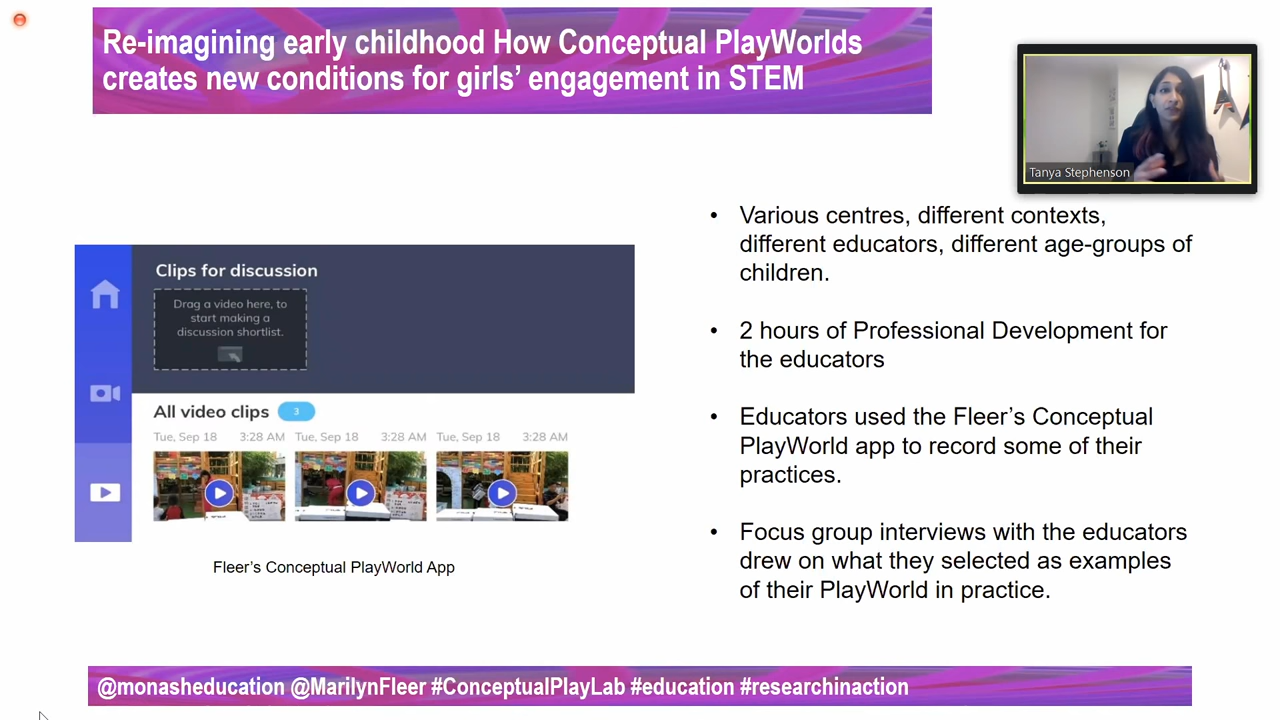 Re-imagining early childhood How Conceptual PlayWorlds
creates new conditions for girls' engagement in STEM
Tanya Stephenson
• Various centres, different contexts,
different educators, different age-groups of
children.
• 2 hours of Professional Development for
the educators
• Educators used the Fleer's Conceptual
PlayWorld app to record some of their
practices.
• Focus group interviews with the educators
drew on what they selected as examples
of their PlayWorld in practice.
Clips for discussion
Drag a video here, to
start making a
discussion shortlist.
All video clips 3
Tue, Sep 18 3:28 AM Tue, Sep 18 3:28 AM Tue, Sep 18 3:28 AM
Fleer's Conceptual PlayWorld App
@monasheducation @MarilynFleer #ConceptualPlayLab #education #researchinaction